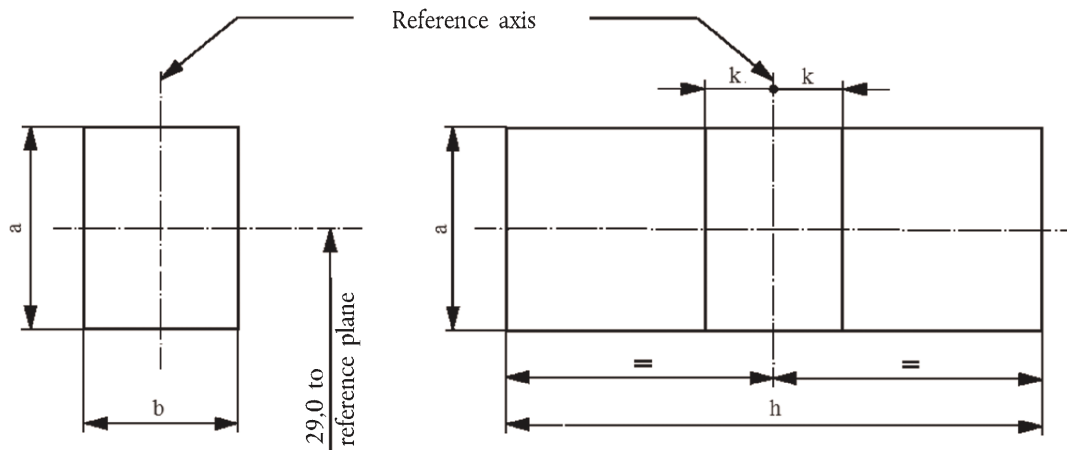 Reference axis
k
k
a
a
29,0 to
reference plane
=
=
b
h